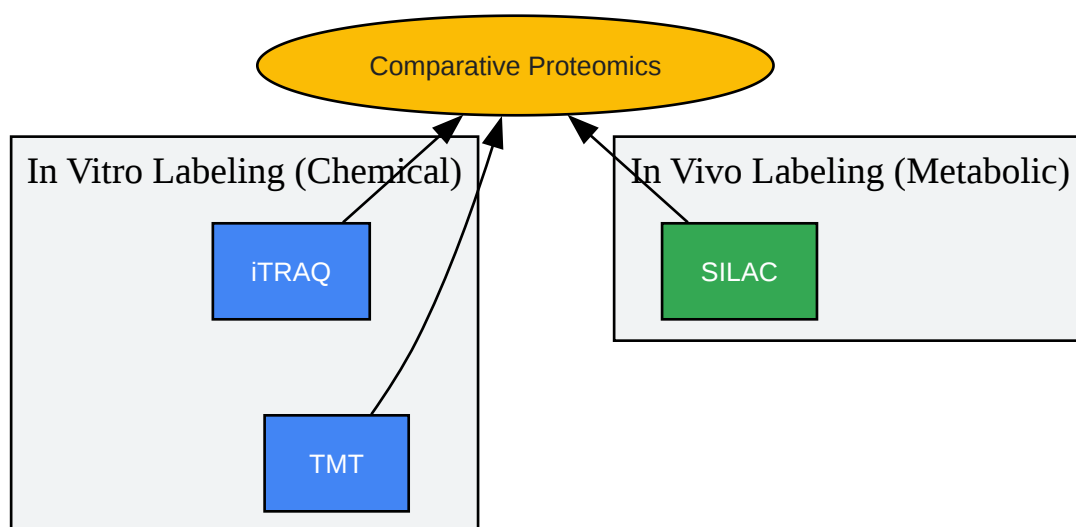 Comparative Proteomics
In Vitro Labeling (Chemical)
iTRAQ
TMT
In Vivo Labeling (Metabolic)
SILAC